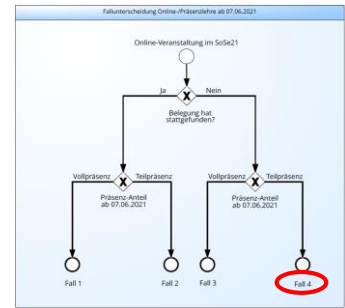 Fallunterscheidung Online-/Präsenzlehre ab 07.06.2021
Online-Veranstaltung im SoSe21
Ja
Nein
Belegung hat
stattgefunden?
Vollpräsenz
Teilpräsenz
Vollpräsenz
Teilpräsenz
Präsenz-Anteil
ab 07.06.2021
Präsenz-Anteil
ab 07.06.2021
Fall 1
Fall 2
Fall 3
Fall 4